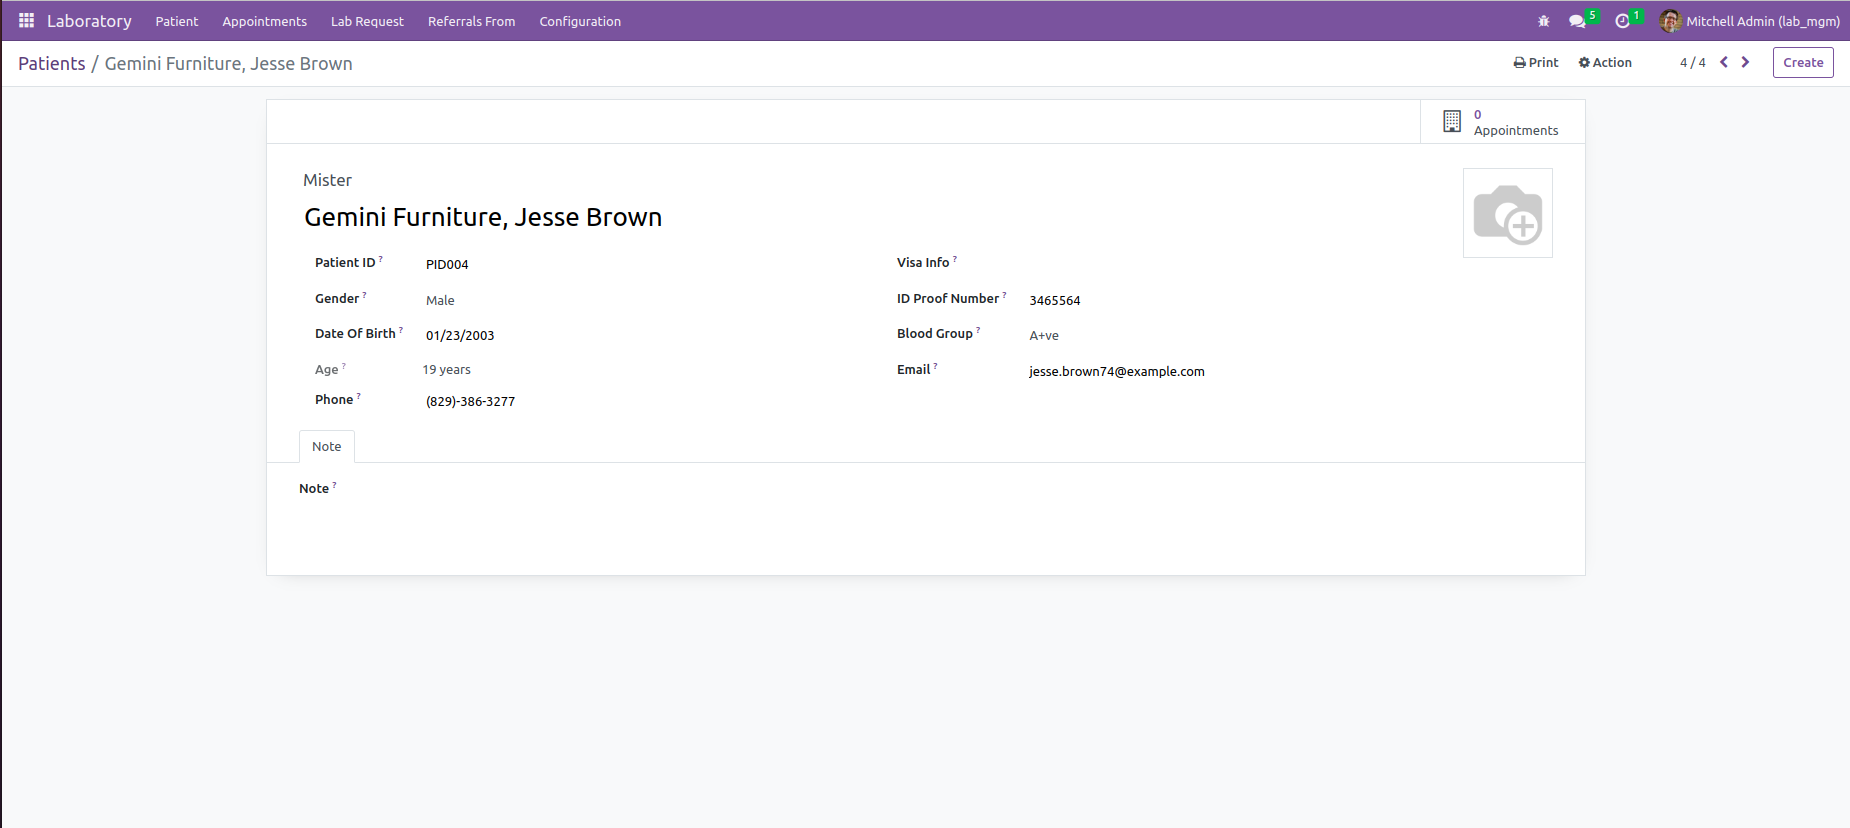 Laboratory Patient Appointments Lab Request Referrals From Configuration 5 1 Mitchell Admin (lab_mgm)
Patients / Gemini Furniture, Jesse Brown Print Action 4 / 4 Create
0
Appointments
Mister
Gemini Furniture, Jesse Brown
Patient ID ? PID004 Visa Info ?
Gender ? Male ID Proof Number ? 3465564
Date Of Birth ? 01/23/2003 Blood Group ? A+ve
Age ? 19 years Email ? jesse.brown74@example.com
Phone ? (829)-386-3277
Note
Note ?